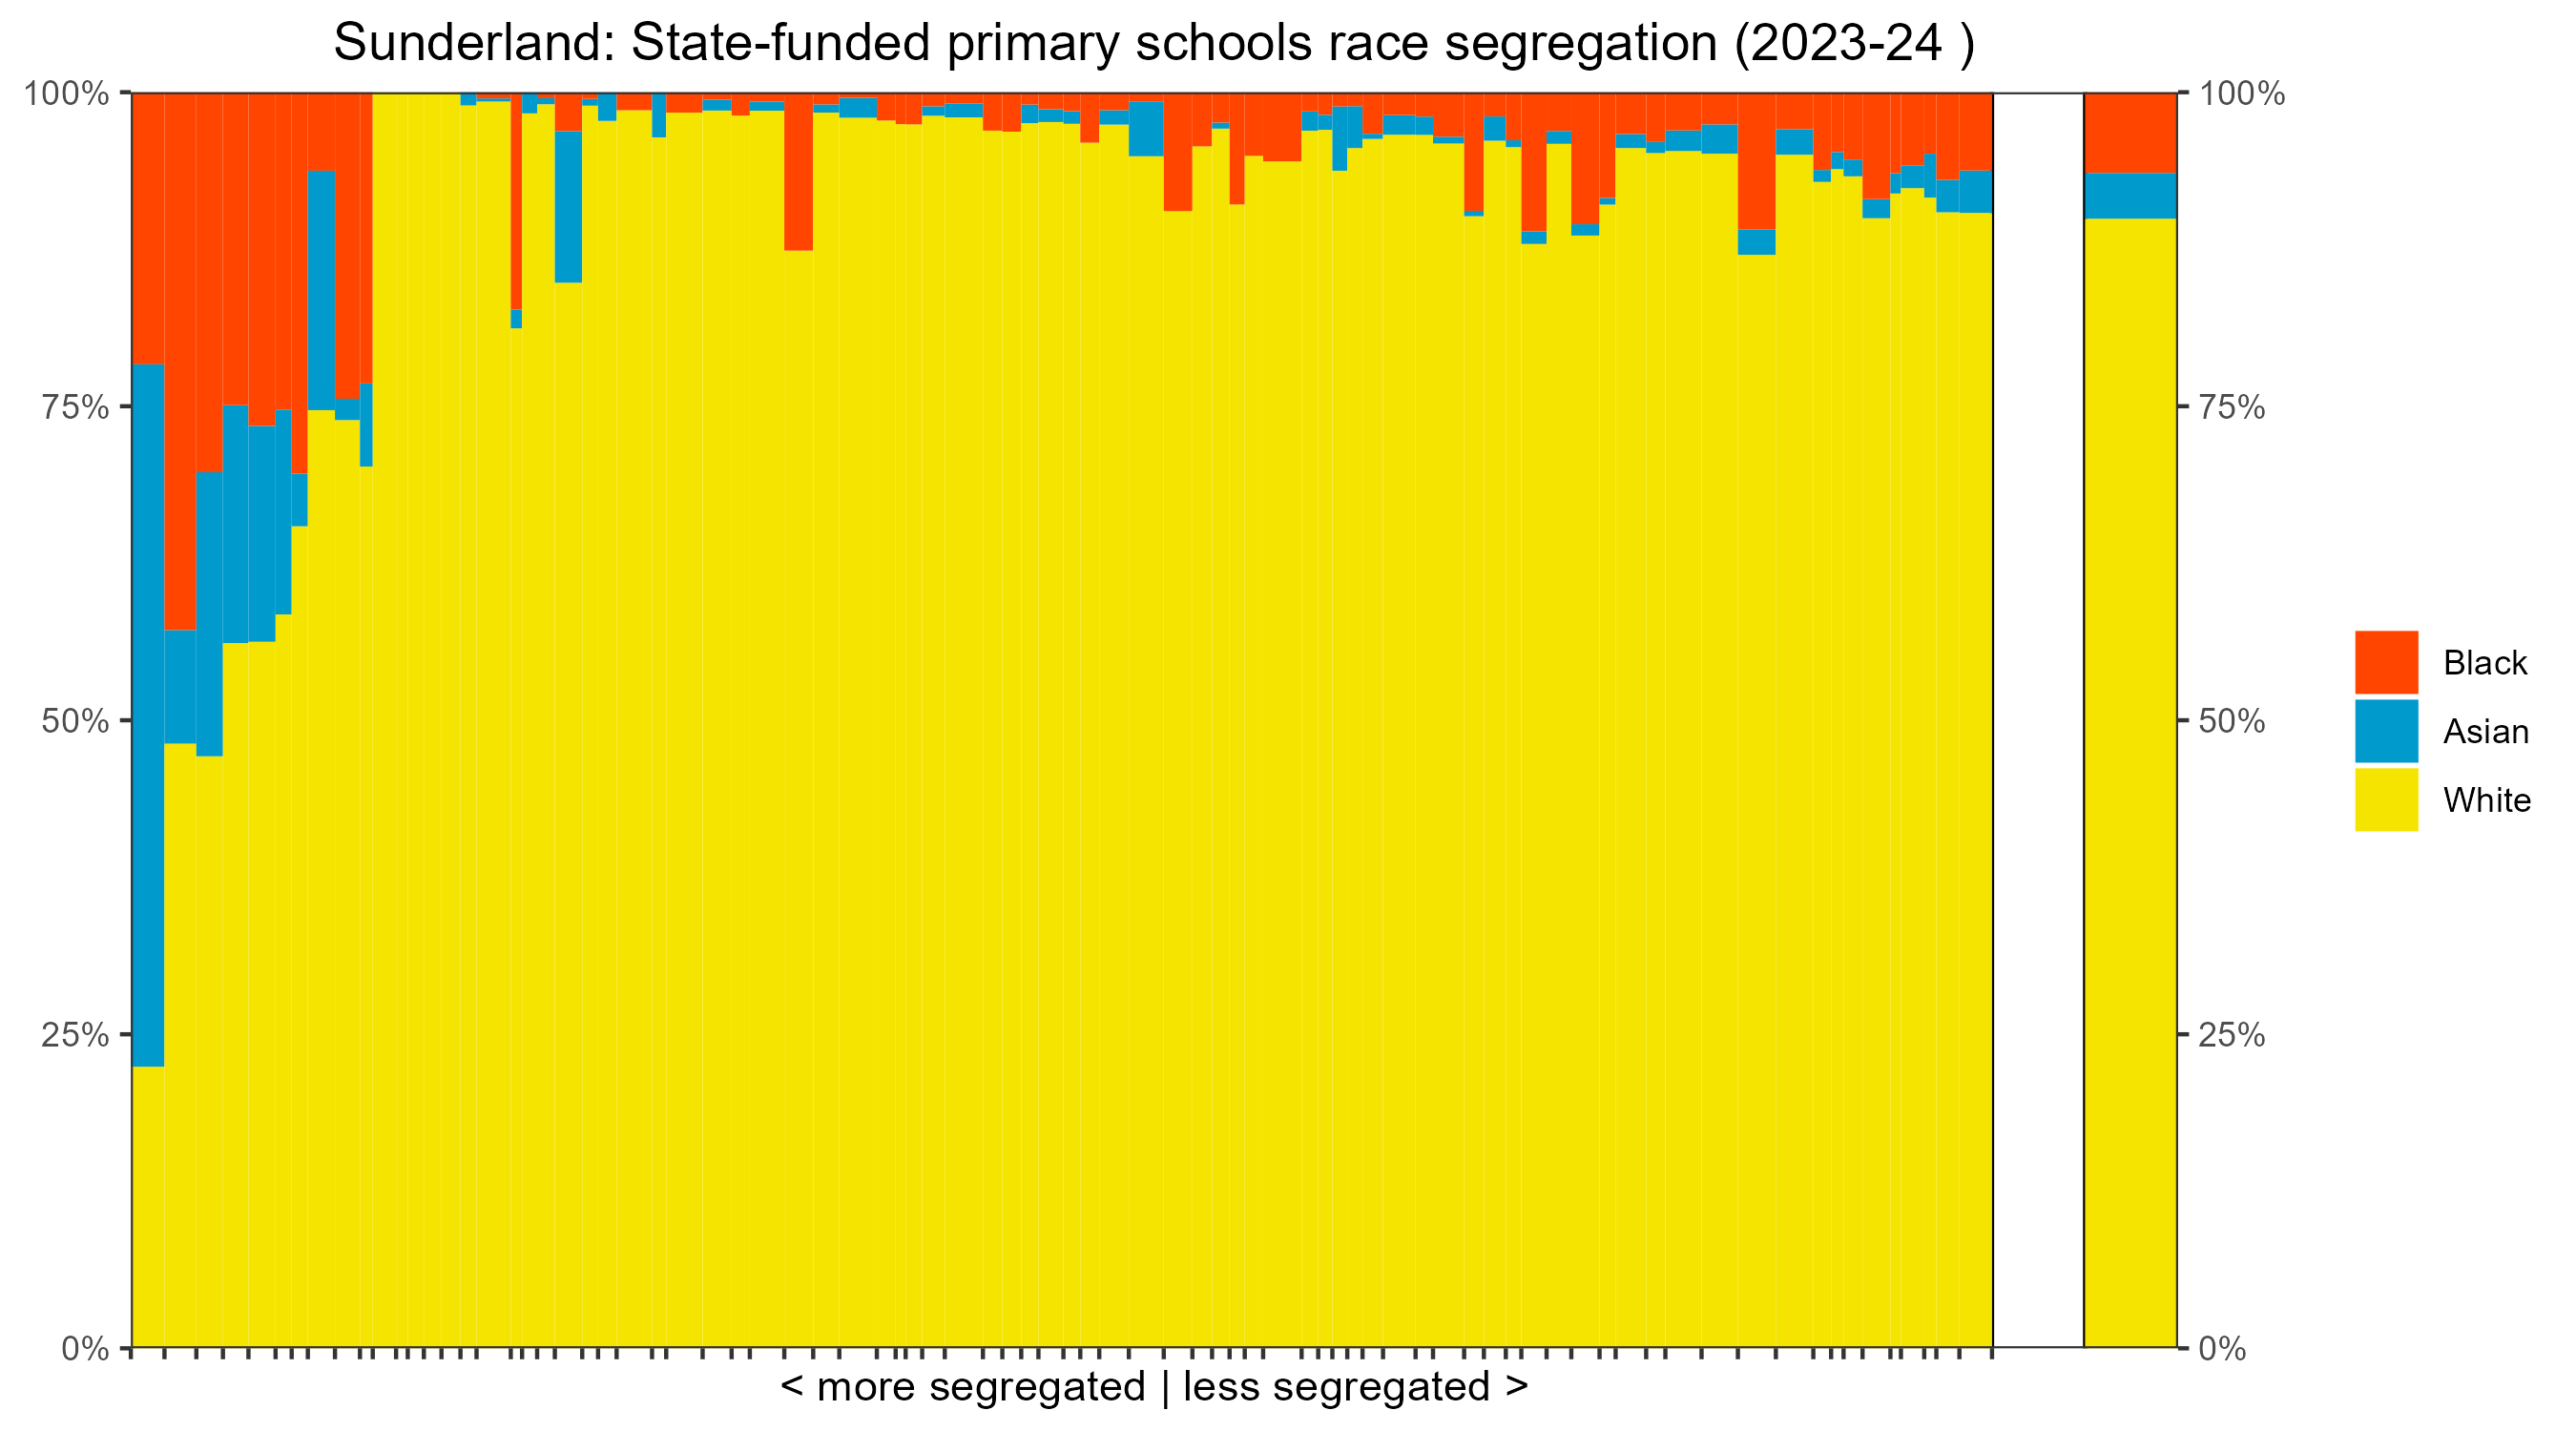 Sunderland: State-funded primary schools race segregation (2023-24 )
100%
75%
50%
25%
0%
100%
75%
50%
25%
0%
Black
Asian
White
< more segregated | less segregated >